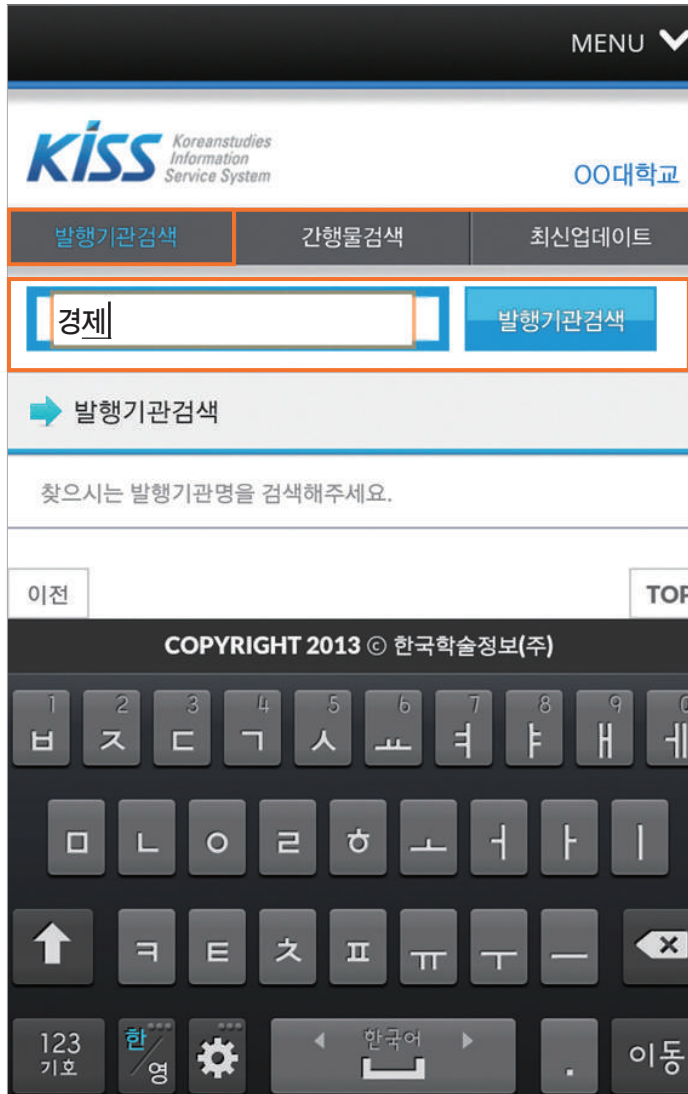 MENU
KISS Koreanstudies
Information
Service System
OO대학교
발행기관검색 간행물검색 최신업데이트
경제 발행기관검색
발행기관검색
찾으시는 발행기관명을 검색해주세요.
이전 TOP
COPYRIGHT 2013 ⓒ 한국학술정보(주)
1 2 3 4 5 6 7 8 9 0
ㅂ ㅈ ㄷ ㄱ ㅅ ㅛ ㅕ ㅑ ㅐ ㅔ
ㅁ ㄴ ㅇ ㄹ ㅎ ㅗ ㅓ ㅏ ㅣ
ㅋ ㅌ ㅊ ㅍ ㅠ ㅜ ㅡ
123 한/영 한국어 . 이동
기호